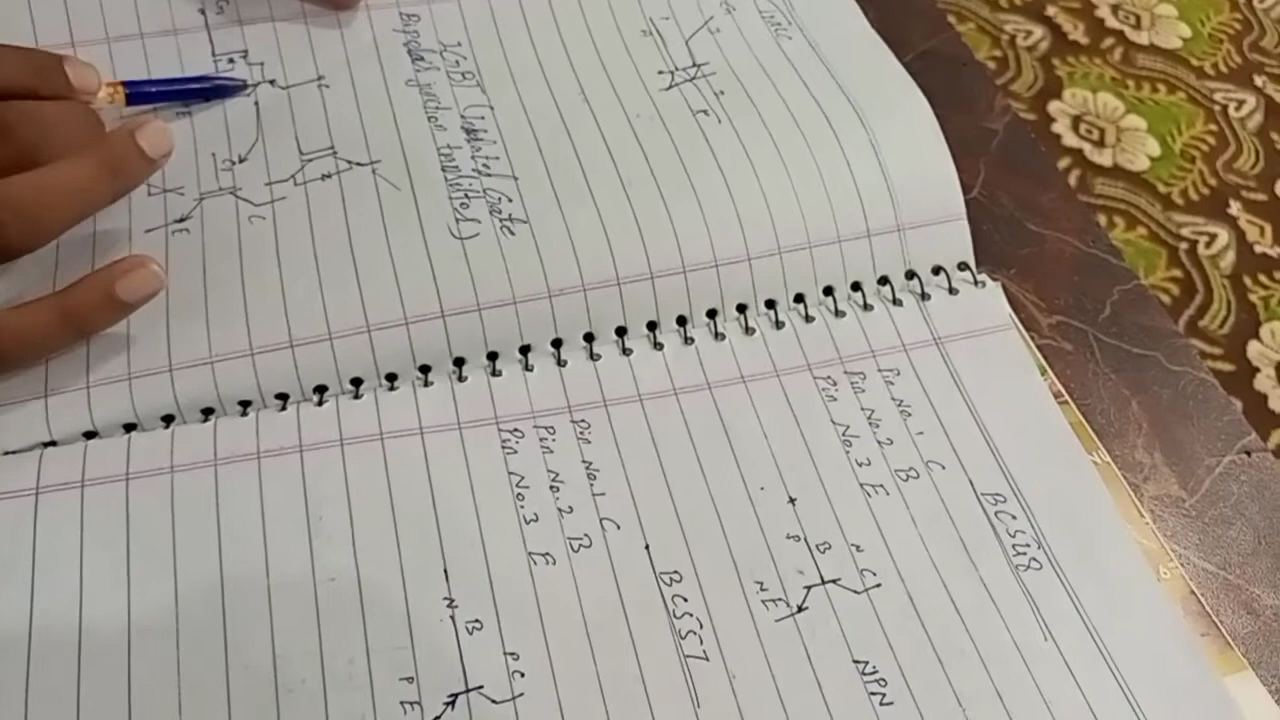 BC548
Pin No.1 C
Pin No.2 B
Pin No.3 E
N C
B
P
N E
NPN
BC557
Pin No.1 C
Pin No.2 B
Pin No.3 E
P C
B
N
P E
IGBT (Insulated Gate
Bipolar junction transistor)
G
C
E
G
C
E